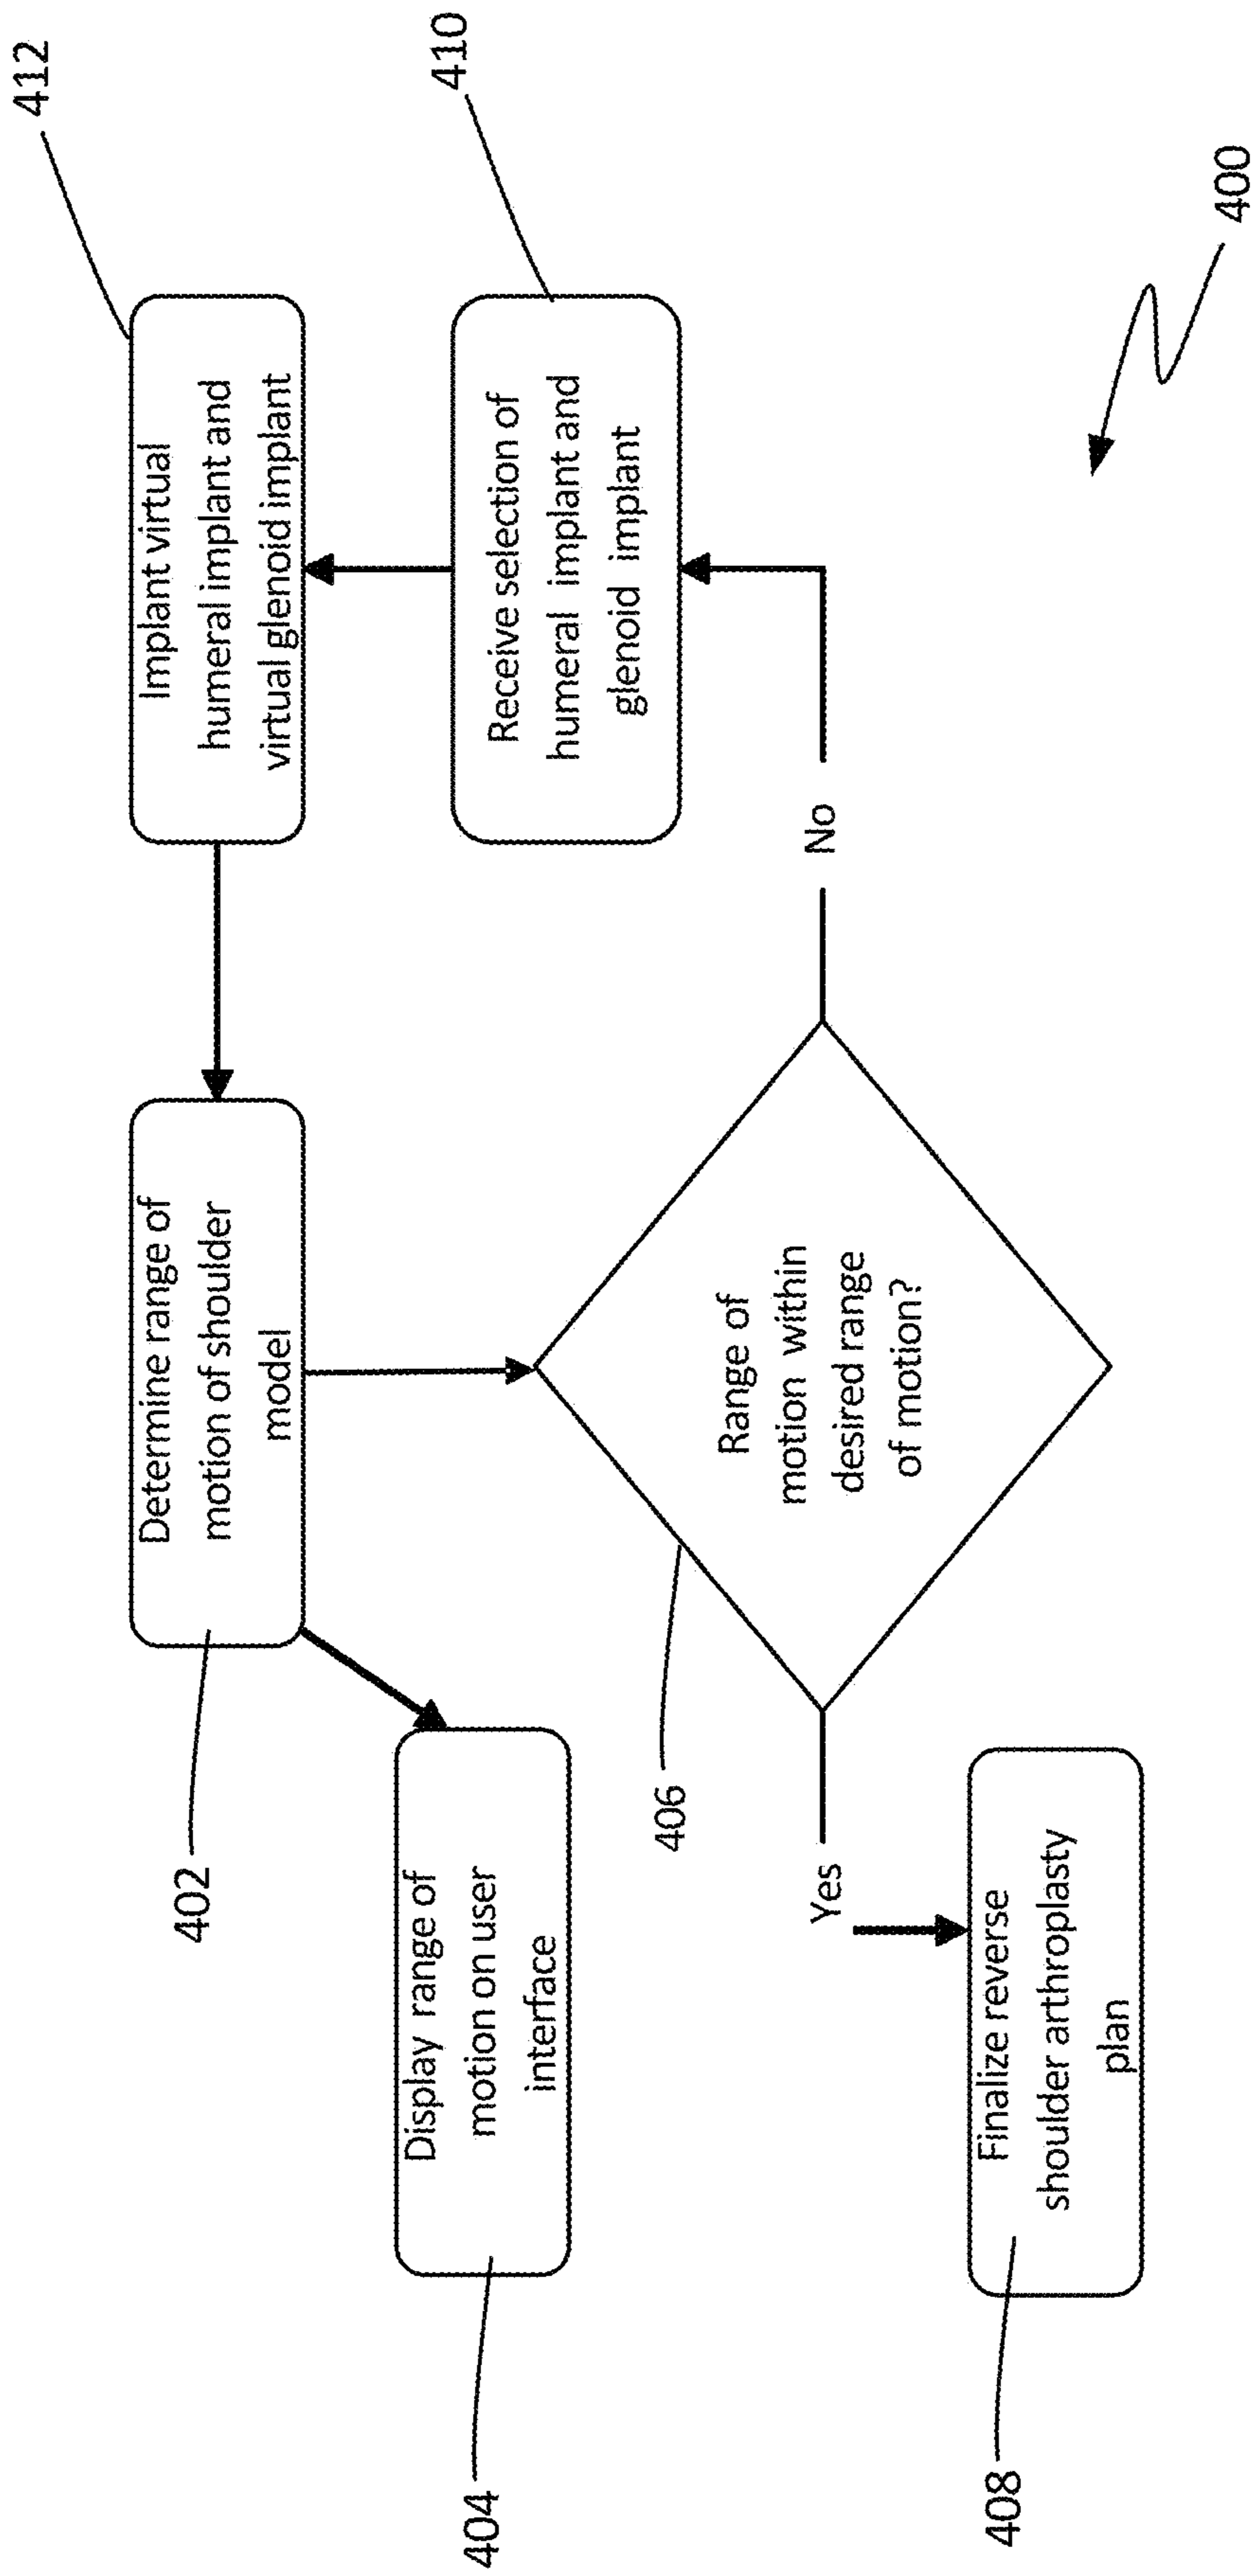 402
Determine range of
motion of shoulder
model
412
Implant virtual
humeral implant and
virtual glenoid implant
404
Display range of
motion on user
interface
410
Receive selection of
humeral implant and
glenoid implant
406
Range of
motion within
desired range
of motion?
Yes
No
408
Finalize reverse
shoulder arthroplasty
plan
400